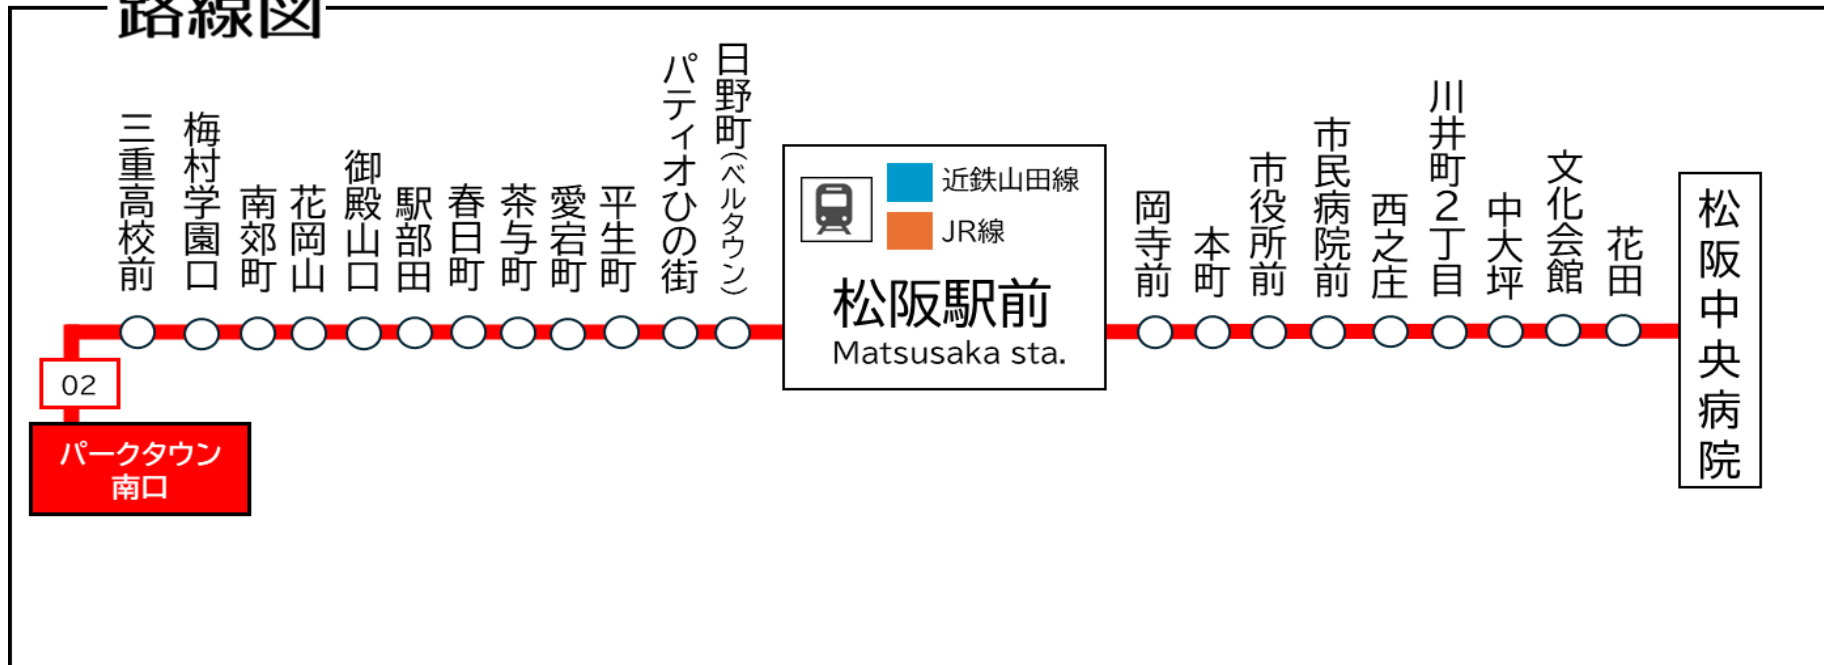 路線図
三重高校前
梅村学園口
南郊町
花岡山
御殿山口
駅部田
春日町
茶与町
愛宕町
平生町
パティオひの街
日野町(ベルタウン)
近鉄山田線
JR線
松阪駅前
Matsusaka sta.
岡寺前
本町
市役所前
市民病院前
西之庄
川井町2丁目
中大坪
文化会館
花田
松阪中央病院
02
パークタウン
南口